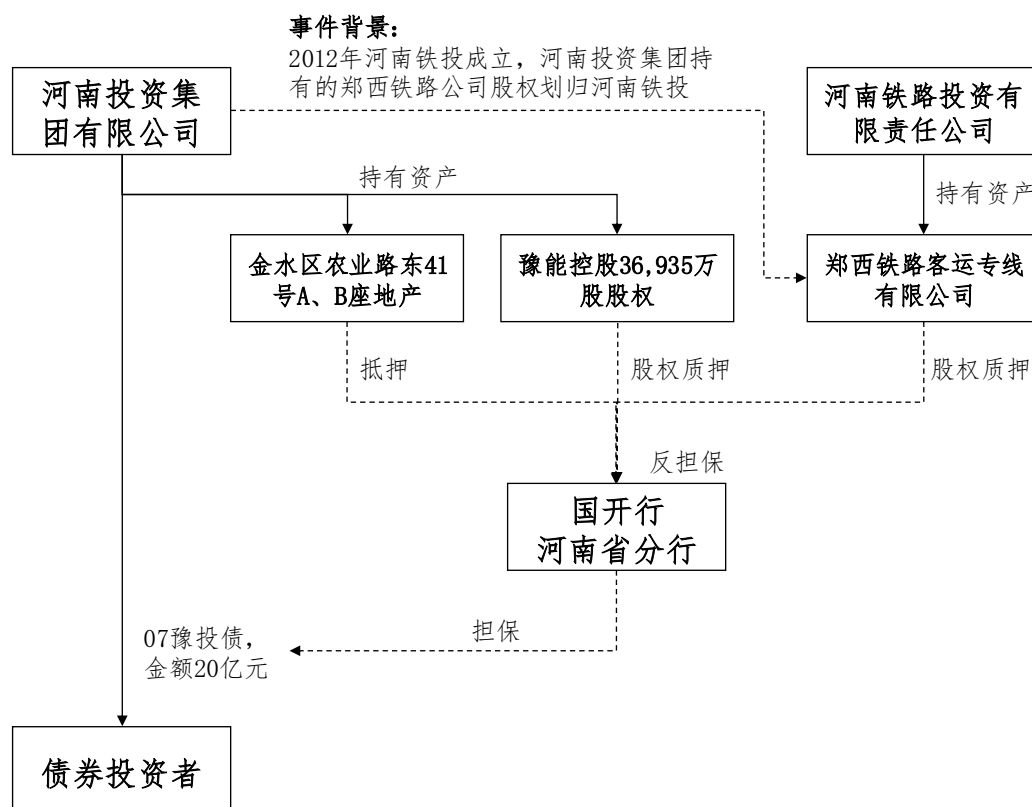 事件背景：
2012年河南铁投成立，河南投资集团持
有的郑西铁路公司股权划归河南铁投
河南投资集
团有限公司
河南铁路投资有
限责任公司
持有资产
持有资产
金水区农业路东41
号A、B座地产
豫能控股36,935万
股股权
郑西铁路客运专线
有限公司
抵押
股权质押
股权质押
反担保
国开行
河南省分行
担保
07豫投债，
金额20亿元
债券投资者